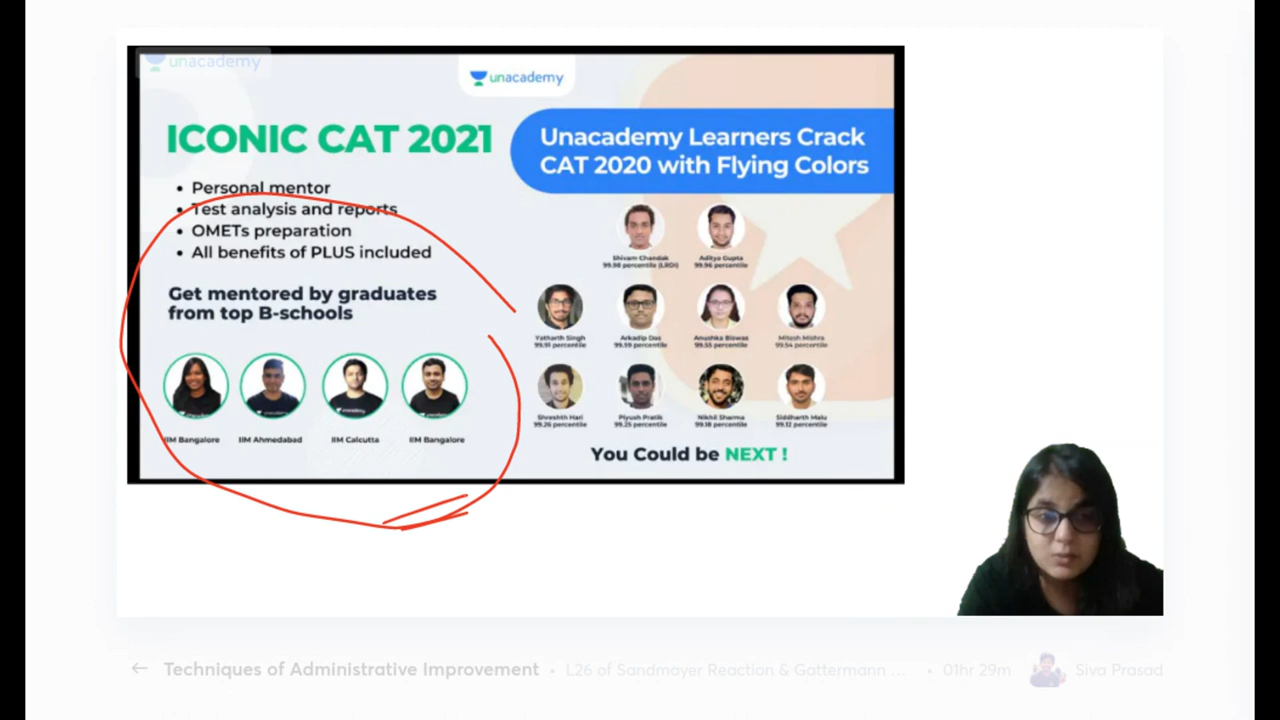 unacademy
unacademy
ICONIC CAT 2021
• Personal mentor
• Test analysis and reports
• OMETs preparation
• All benefits of PLUS included
Get mentored by graduates
from top B-schools
IIM Bangalore
IIM Ahmedabad
IIM Calcutta
IIM Bangalore
Unacademy Learners Crack
CAT 2020 with Flying Colors
Shivam Chandak
99.98 percentile (LRDI)
Aditya Gupta
99.96 percentile
Yatharth Singh
99.91 percentile
Arkadip Das
99.59 percentile
Anushka Biswas
99.55 percentile
Mitesh Mishra
99.54 percentile
Shreshth Hari
99.26 percentile
Piyush Pratik
99.25 percentile
Nikhil Sharma
99.18 percentile
Siddharth Malu
99.12 percentile
You Could be NEXT !
← Techniques of Administrative Improvement • L26 of Sandmayer Reaction & Gattermann ... • 01hr 29m Siva Prasad